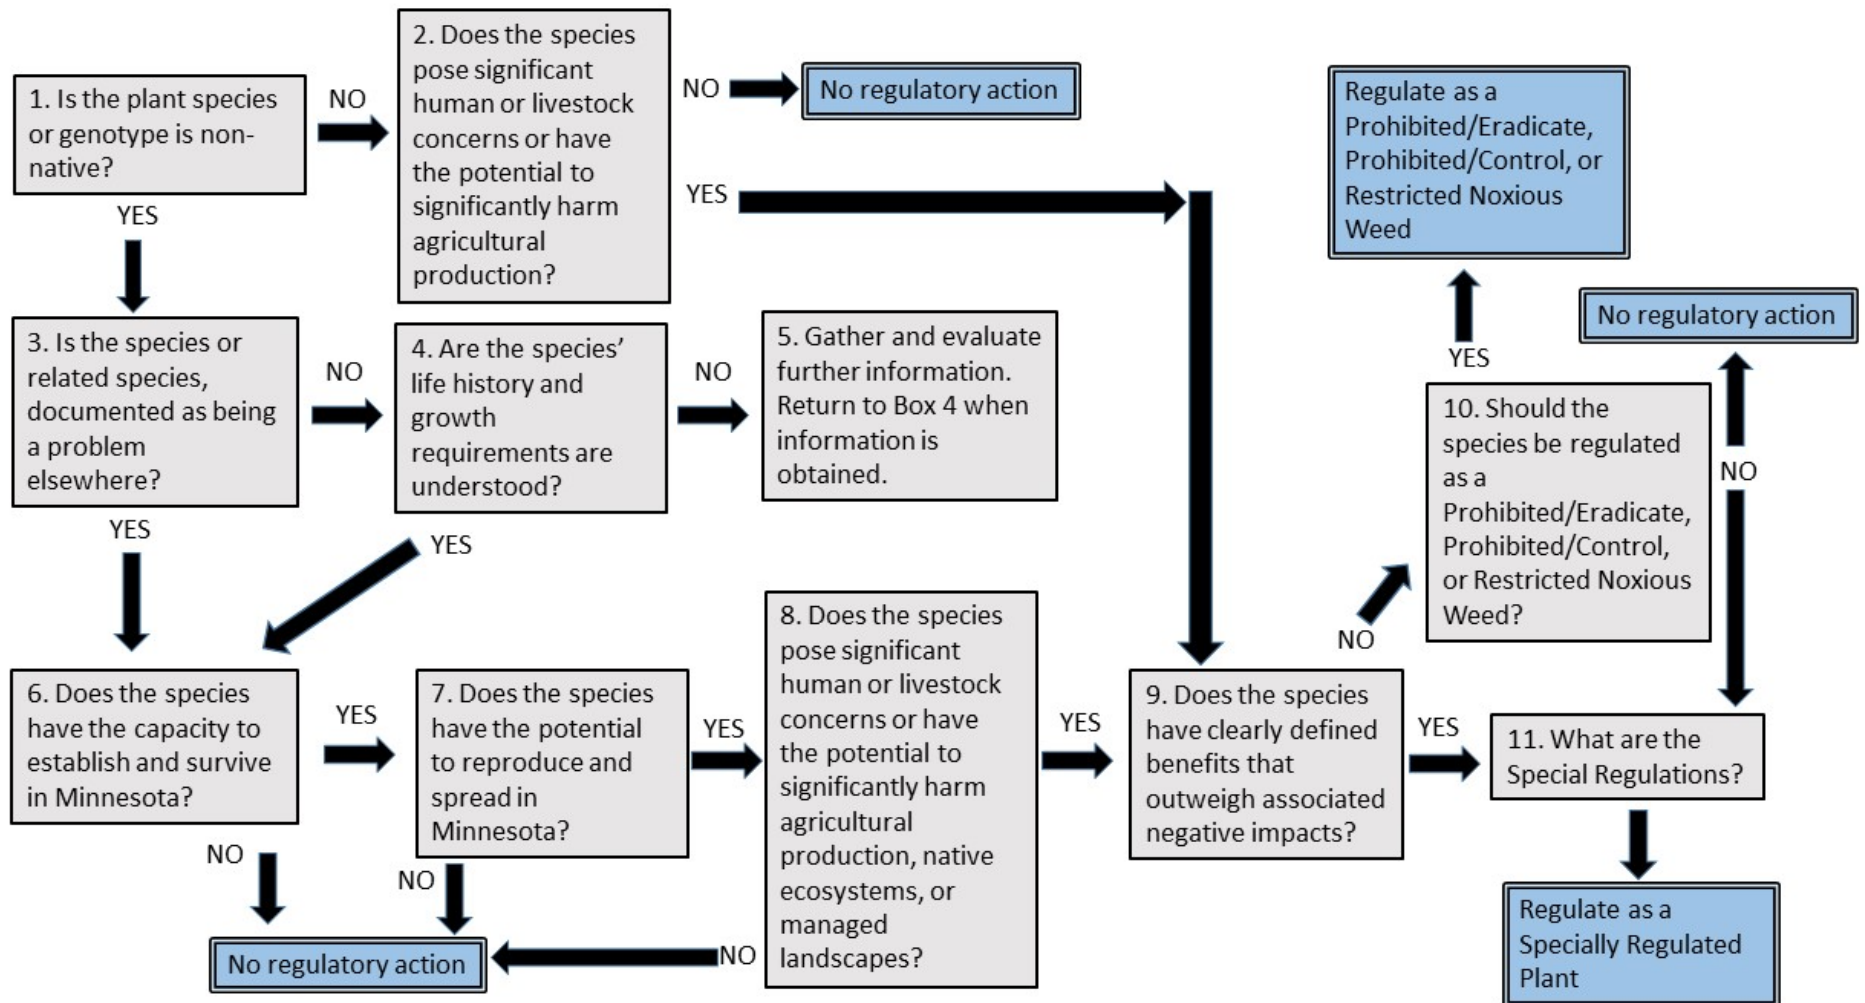 1. Is the plant species
or genotype is non-
native?
NO
YES
2. Does the species
pose significant
human or livestock
concerns or have
the potential to
significantly harm
agricultural
production?
NO
No regulatory action
YES
3. Is the species or
related species,
documented as being
a problem
elsewhere?
NO
YES
4. Are the species’
life history and
growth
requirements are
understood?
NO
YES
5. Gather and evaluate
further information.
Return to Box 4 when
information is
obtained.
6. Does the species
have the capacity to
establish and survive
in Minnesota?
YES
NO
7. Does the species
have the potential
to reproduce and
spread in
Minnesota?
YES
NO
8. Does the species
pose significant
human or livestock
concerns or have
the potential to
significantly harm
agricultural
production, native
ecosystems, or
managed
landscapes?
YES
NO
No regulatory action
9. Does the species
have clearly defined
benefits that
outweigh associated
negative impacts?
NO
YES
10. Should the
species be regulated
as a
Prohibited/Eradicate,
Prohibited/Control,
or Restricted Noxious
Weed?
YES
Regulate as a
Prohibited/Eradicate,
Prohibited/Control, or
Restricted Noxious
Weed
NO
No regulatory action
11. What are the
Special Regulations?
Regulate as a
Specially Regulated
Plant